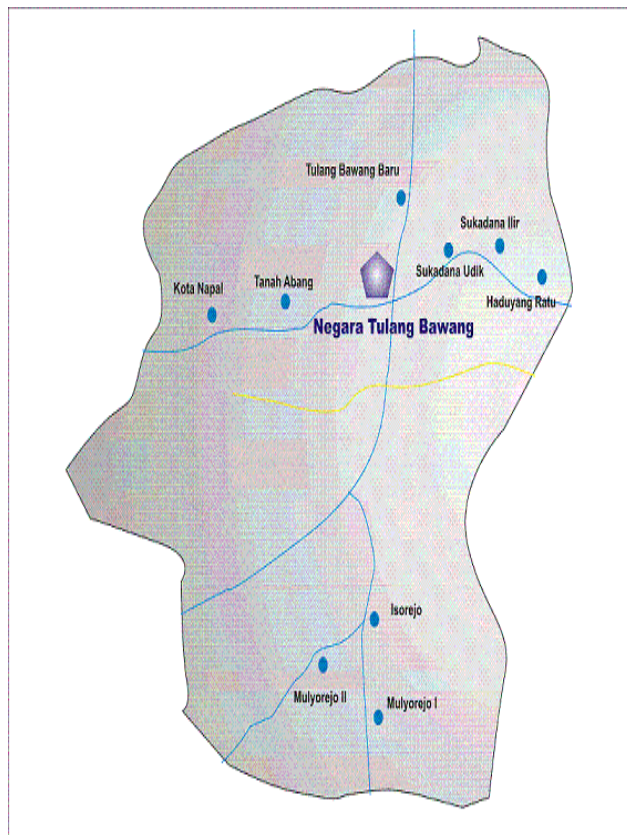 Tulang Bawang Baru
Sukadana Ilir
Sukadana Udik
Tanah Abang
Kota Napal
Haduyang Ratu
Negara Tulang Bawang
Isorejo
Mulyorejo II
Mulyorejo I